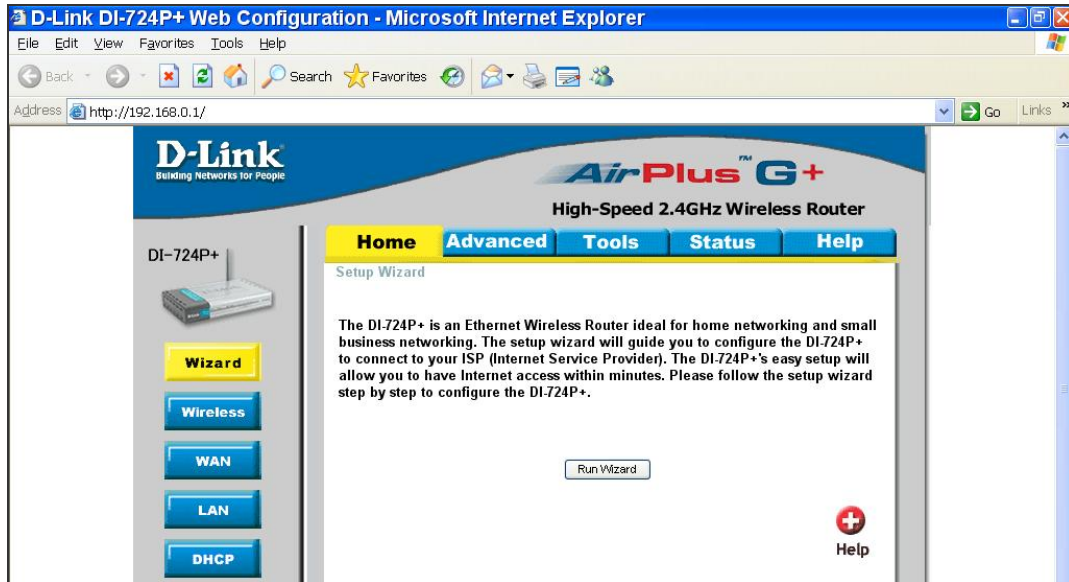 D-Link DI-724P+ Web Configuration - Microsoft Internet Explorer
File Edit View Favorites Tools Help
Back Search Favorites
Address http://192.168.0.1/ Go Links »
D-Link
Building Networks for People
AirPlus™ G+
High-Speed 2.4GHz Wireless Router
DI-724P+
Home Advanced Tools Status Help
Setup Wizard
The DI-724P+ is an Ethernet Wireless Router ideal for home networking and small
business networking. The setup wizard will guide you to configure the DI-724P+
to connect to your ISP (Internet Service Provider). The DI-724P+'s easy setup will
allow you to have Internet access within minutes. Please follow the setup wizard
step by step to configure the DI-724P+.
Run Wizard
Help
Wizard
Wireless
WAN
LAN
DHCP